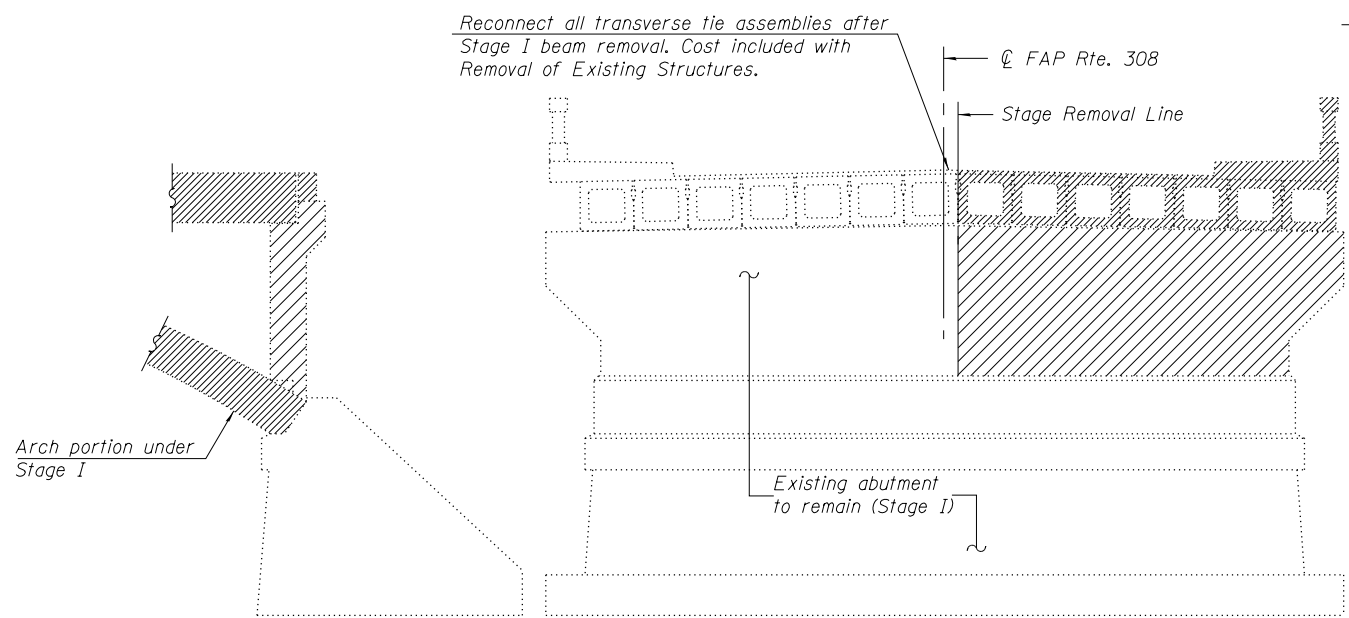 Reconnect all transverse tie assemblies after
Stage I beam removal. Cost included with
Removal of Existing Structures.
℄ FAP Rte. 308
Stage Removal Line
Arch portion under
Stage I
Existing abutment
to remain (Stage I)